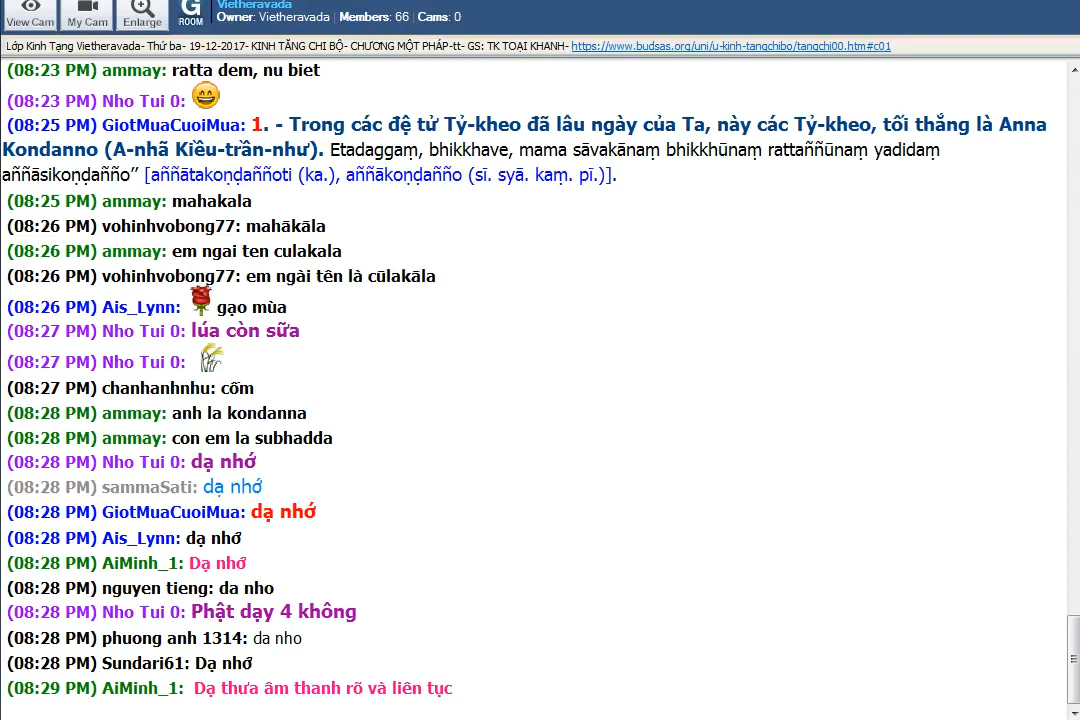 Vietheravada
View Cam My Cam Enlarge G ROOM Owner: Vietheravada | Members: 66 | Cams: 0
Lớp Kinh Tạng Vietheravada- Thứ ba- 19-12-2017- KINH TĂNG CHI BỘ- CHƯƠNG MỘT PHÁP-tt- GS: TK TOẠI KHANH- https://www.budsas.org/uni/u-kinh-tangchibo/tangchi00.htm#c01
(08:23 PM) ammay: ratta dem, nu biet
(08:23 PM) Nho Tui 0:
(08:25 PM) GiotMuaCuoiMua: 1. - Trong các đệ tử Tỷ-kheo đã lâu ngày của Ta, này các Tỷ-kheo, tối thắng là Anna
Kondanno (A-nhã Kiều-trần-như). Etadaggaṃ, bhikkhave, mama sāvakānaṃ bhikkhūnaṃ rattaññūnaṃ yadidaṃ
aññāsikoṇḍañño” [aññātakoṇḍaññoti (ka.), aññākoṇḍañño (sī. syā. kaṃ. pī.)].
(08:25 PM) ammay: mahakala
(08:26 PM) vohinhvobong77: mahākāla
(08:26 PM) ammay: em ngai ten culakala
(08:26 PM) vohinhvobong77: em ngài tên là cūlakāla
(08:26 PM) Ais_Lynn: gạo mùa
(08:27 PM) Nho Tui 0: lúa còn sữa
(08:27 PM) Nho Tui 0:
(08:27 PM) chanhanhnhu: cốm
(08:28 PM) ammay: anh la kondanna
(08:28 PM) ammay: con em la subhadda
(08:28 PM) Nho Tui 0: dạ nhớ
(08:28 PM) sammaSati: dạ nhớ
(08:28 PM) GiotMuaCuoiMua: dạ nhớ
(08:28 PM) Ais_Lynn: dạ nhớ
(08:28 PM) AiMinh_1: Dạ nhớ
(08:28 PM) nguyen tieng: da nho
(08:28 PM) Nho Tui 0: Phật dạy 4 không
(08:28 PM) phuong anh 1314: da nho
(08:28 PM) Sundari61: Dạ nhớ
(08:29 PM) AiMinh_1: Dạ thưa âm thanh rõ và liên tục